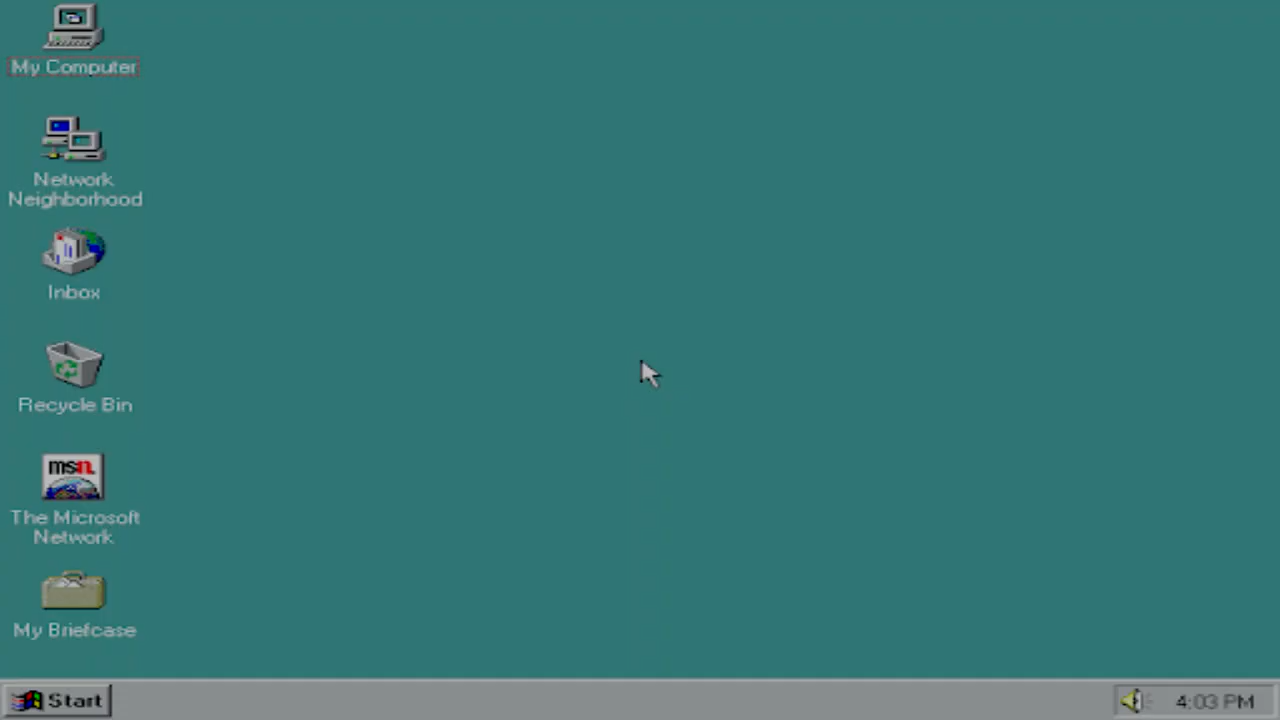 My Computer
Network
Neighborhood
Inbox
Recycle Bin
msn
The Microsoft
Network
My Briefcase
Start
4:03 PM